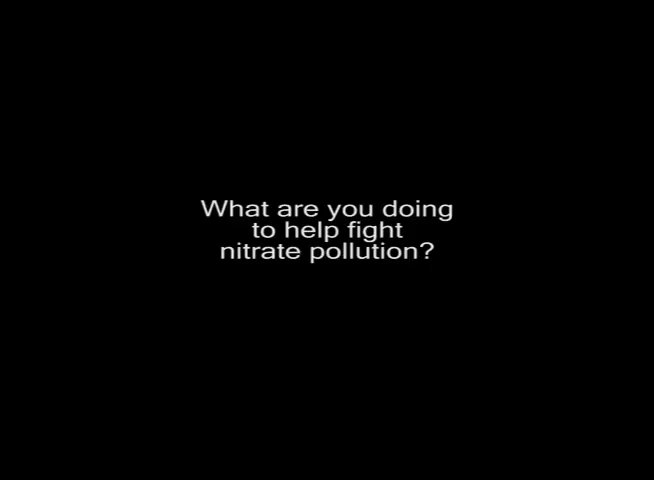 What are you doing
to help fight
nitrate pollution?